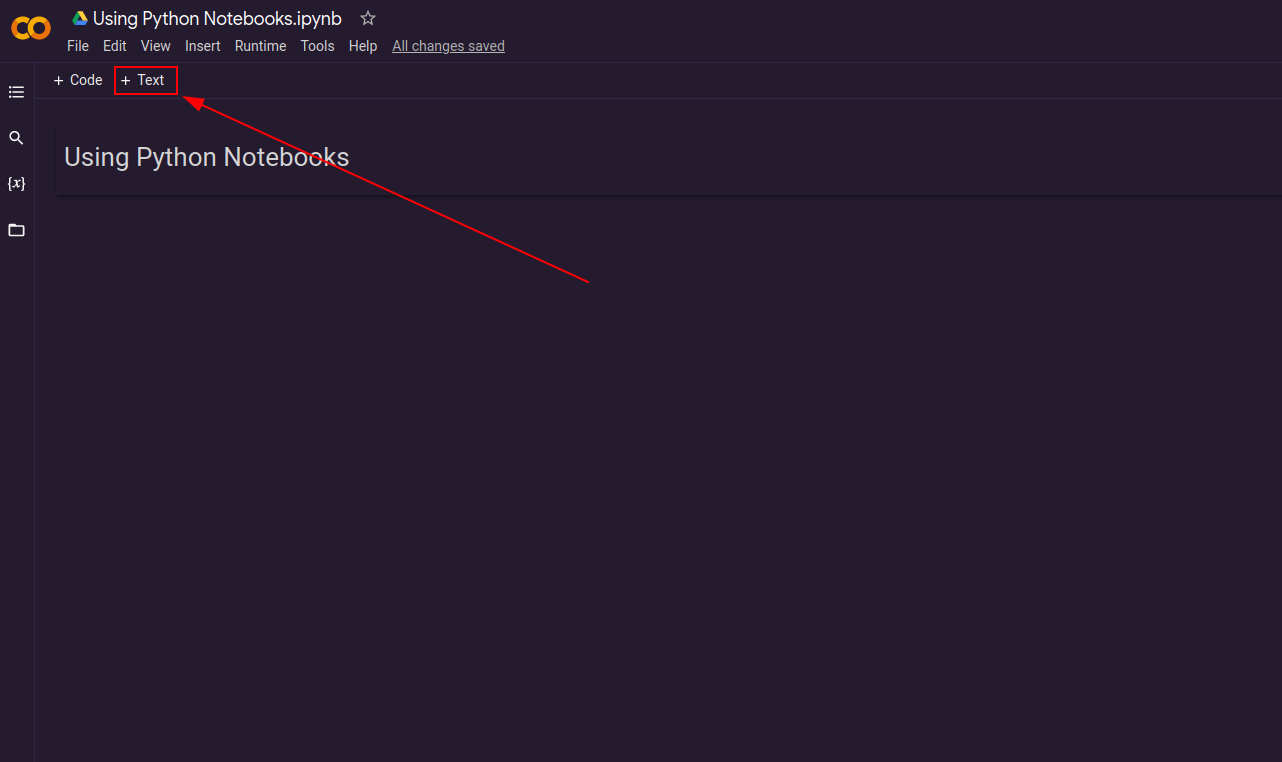 Using Python Notebooks.ipynb
File Edit View Insert Runtime Tools Help All changes saved
+ Code + Text
Using Python Notebooks
{x}